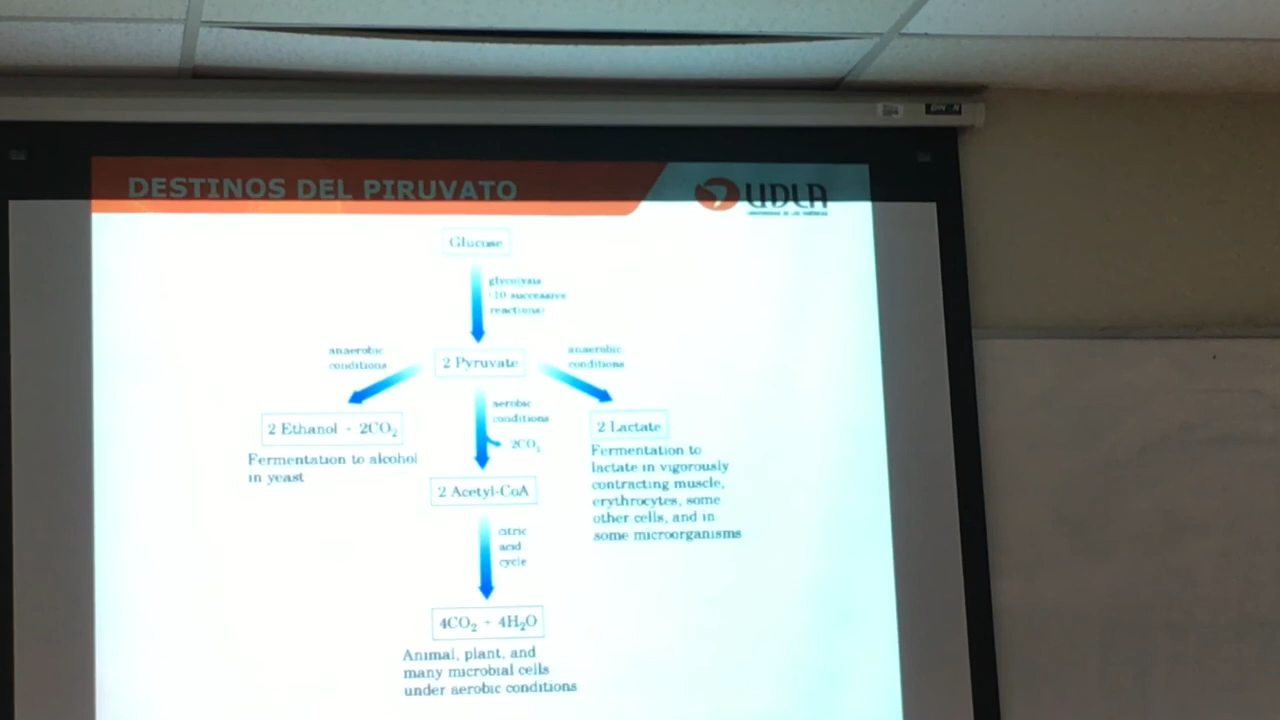 DESTINOS DEL PIRUVATO
UDLA
Glucose
glycolysis
(10 successive
reactions)
anaerobic
conditions
2 Pyruvate
anaerobic
conditions
2 Ethanol + 2CO₂
Fermentation to alcohol
in yeast
aerobic
conditions
2CO₂
2 Lactate
Fermentation to
lactate in vigorously
contracting muscle,
erythrocytes, some
other cells, and in
some microorganisms
2 Acetyl-CoA
citric
acid
cycle
4CO₂ + 4H₂O
Animal, plant, and
many microbial cells
under aerobic conditions